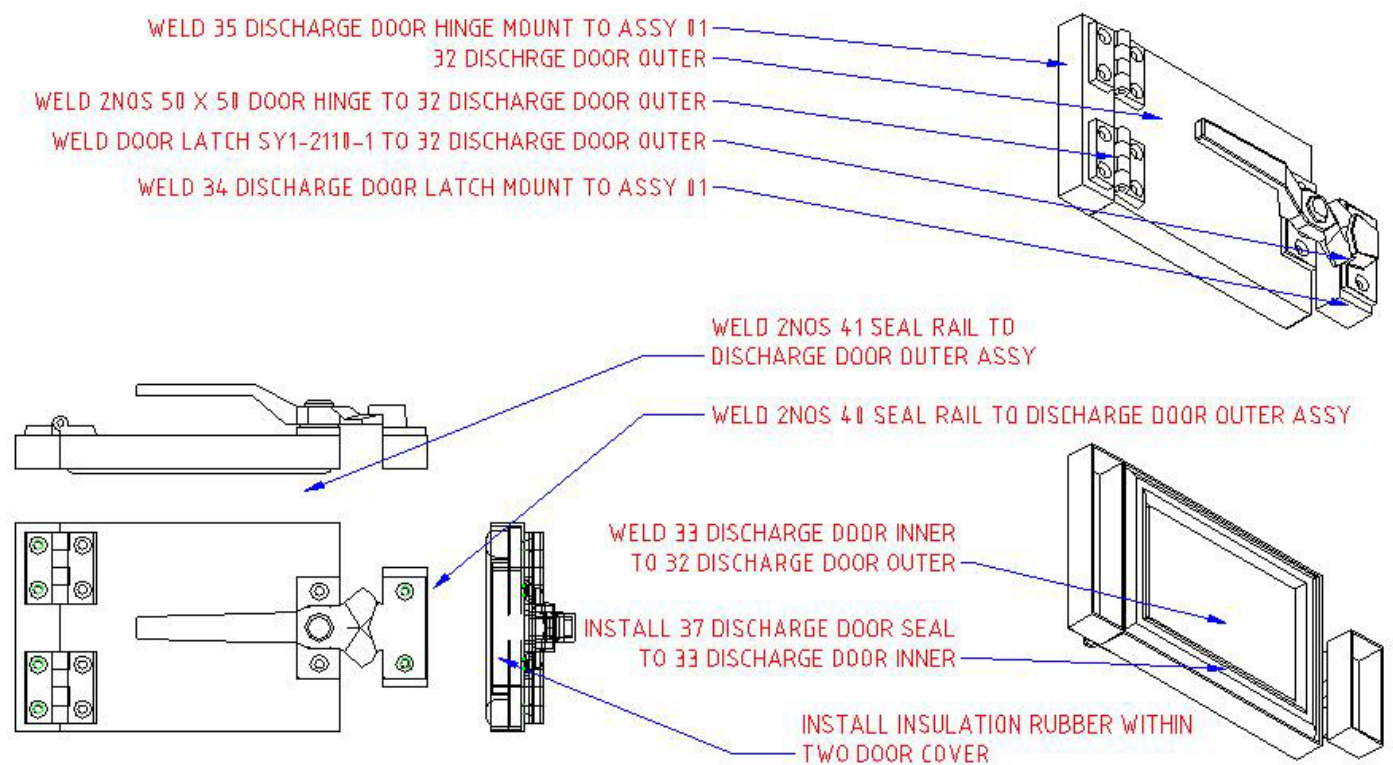 WELD 35 DISCHARGE DOOR HINGE MOUNT TO ASSY 01
32 DISCHRGE DOOR OUTER
WELD 2NOS 50 X 50 DOOR HINGE TO 32 DISCHARGE DOOR OUTER
WELD DOOR LATCH SY1-2110-1 TO 32 DISCHARGE DOOR OUTER
WELD 34 DISCHARGE DOOR LATCH MOUNT TO ASSY 01
WELD 2NOS 41 SEAL RAIL TO
DISCHARGE DOOR OUTER ASSY
WELD 2NOS 40 SEAL RAIL TO DISCHARGE DOOR OUTER ASSY
WELD 33 DISCHARGE DOOR INNER
TO 32 DISCHARGE DOOR OUTER
INSTALL 37 DISCHARGE DOOR SEAL
TO 33 DISCHARGE DOOR INNER
INSTALL INSULATION RUBBER WITHIN
TWO DOOR COVER